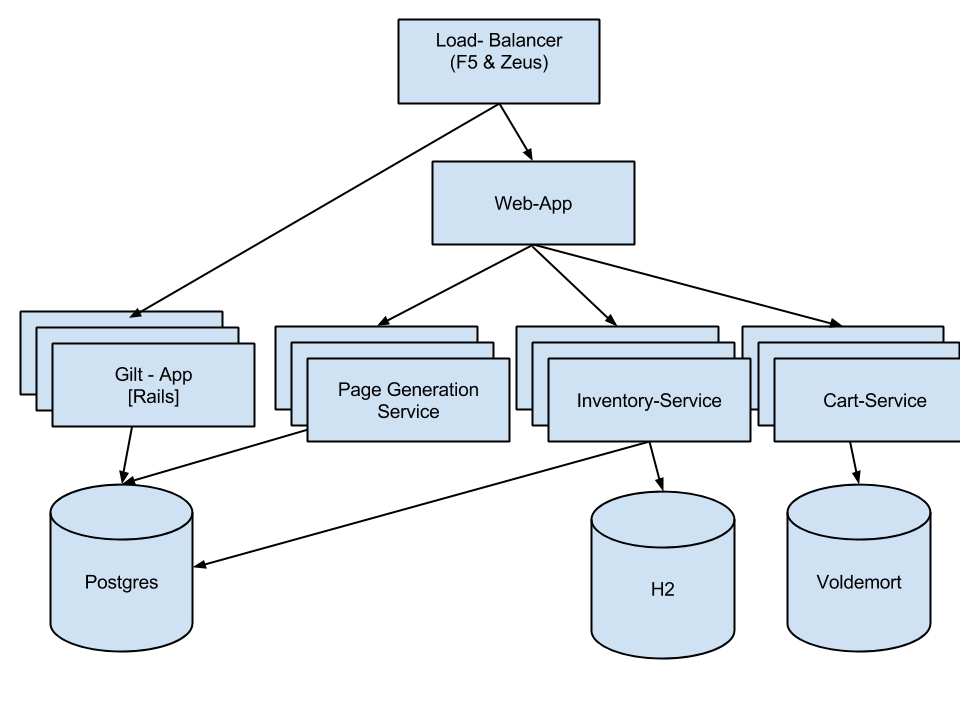 Load- Balancer
(F5 & Zeus)
Web-App
Gilt - App
[Rails]
Page Generation
Service
Inventory-Service
Cart-Service
Postgres
H2
Voldemort